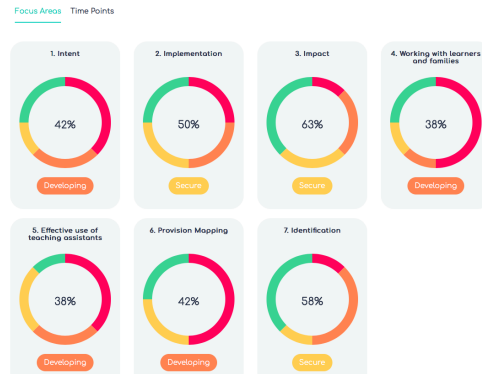 Focus Areas Time Points
1. Intent
42%
Developing
2. Implementation
50%
Secure
3. Impact
63%
Secure
4. Working with learners
and families
38%
Developing
5. Effective use of
teaching assistants
38%
Developing
6. Provision Mapping
42%
Developing
7. Identification
58%
Secure